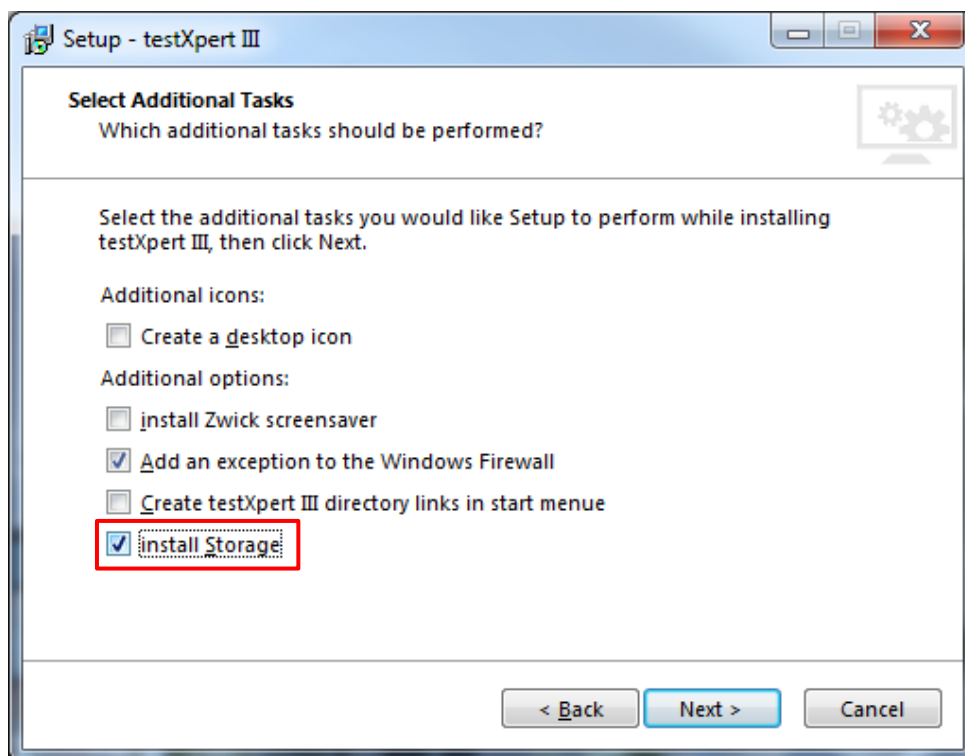 Setup - testXpert III
Select Additional Tasks
Which additional tasks should be performed?
Select the additional tasks you would like Setup to perform while installing
testXpert III, then click Next.
Additional icons:
Create a desktop icon
Additional options:
install Zwick screensaver
Add an exception to the Windows Firewall
Create testXpert III directory links in start menue
install Storage
< Back
Next >
Cancel